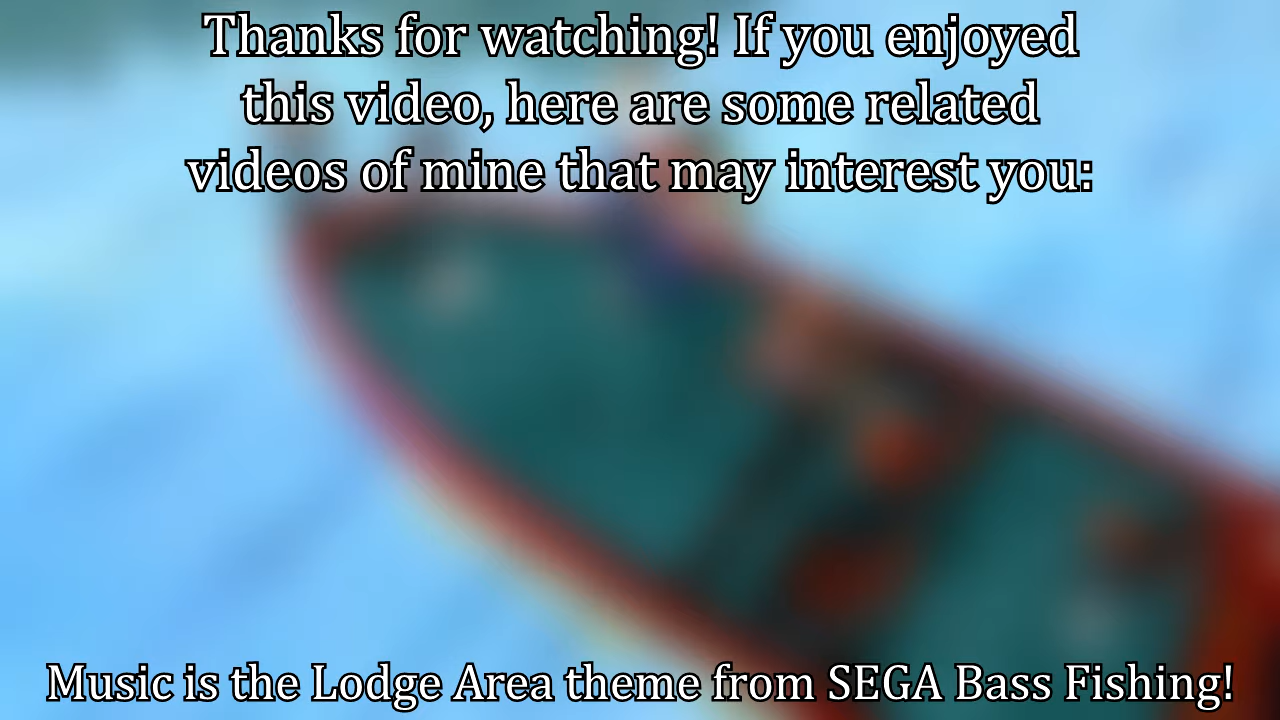 Thanks for watching! If you enjoyed
this video, here are some related
videos of mine that may interest you:
Music is the Lodge Area theme from SEGA Bass Fishing!